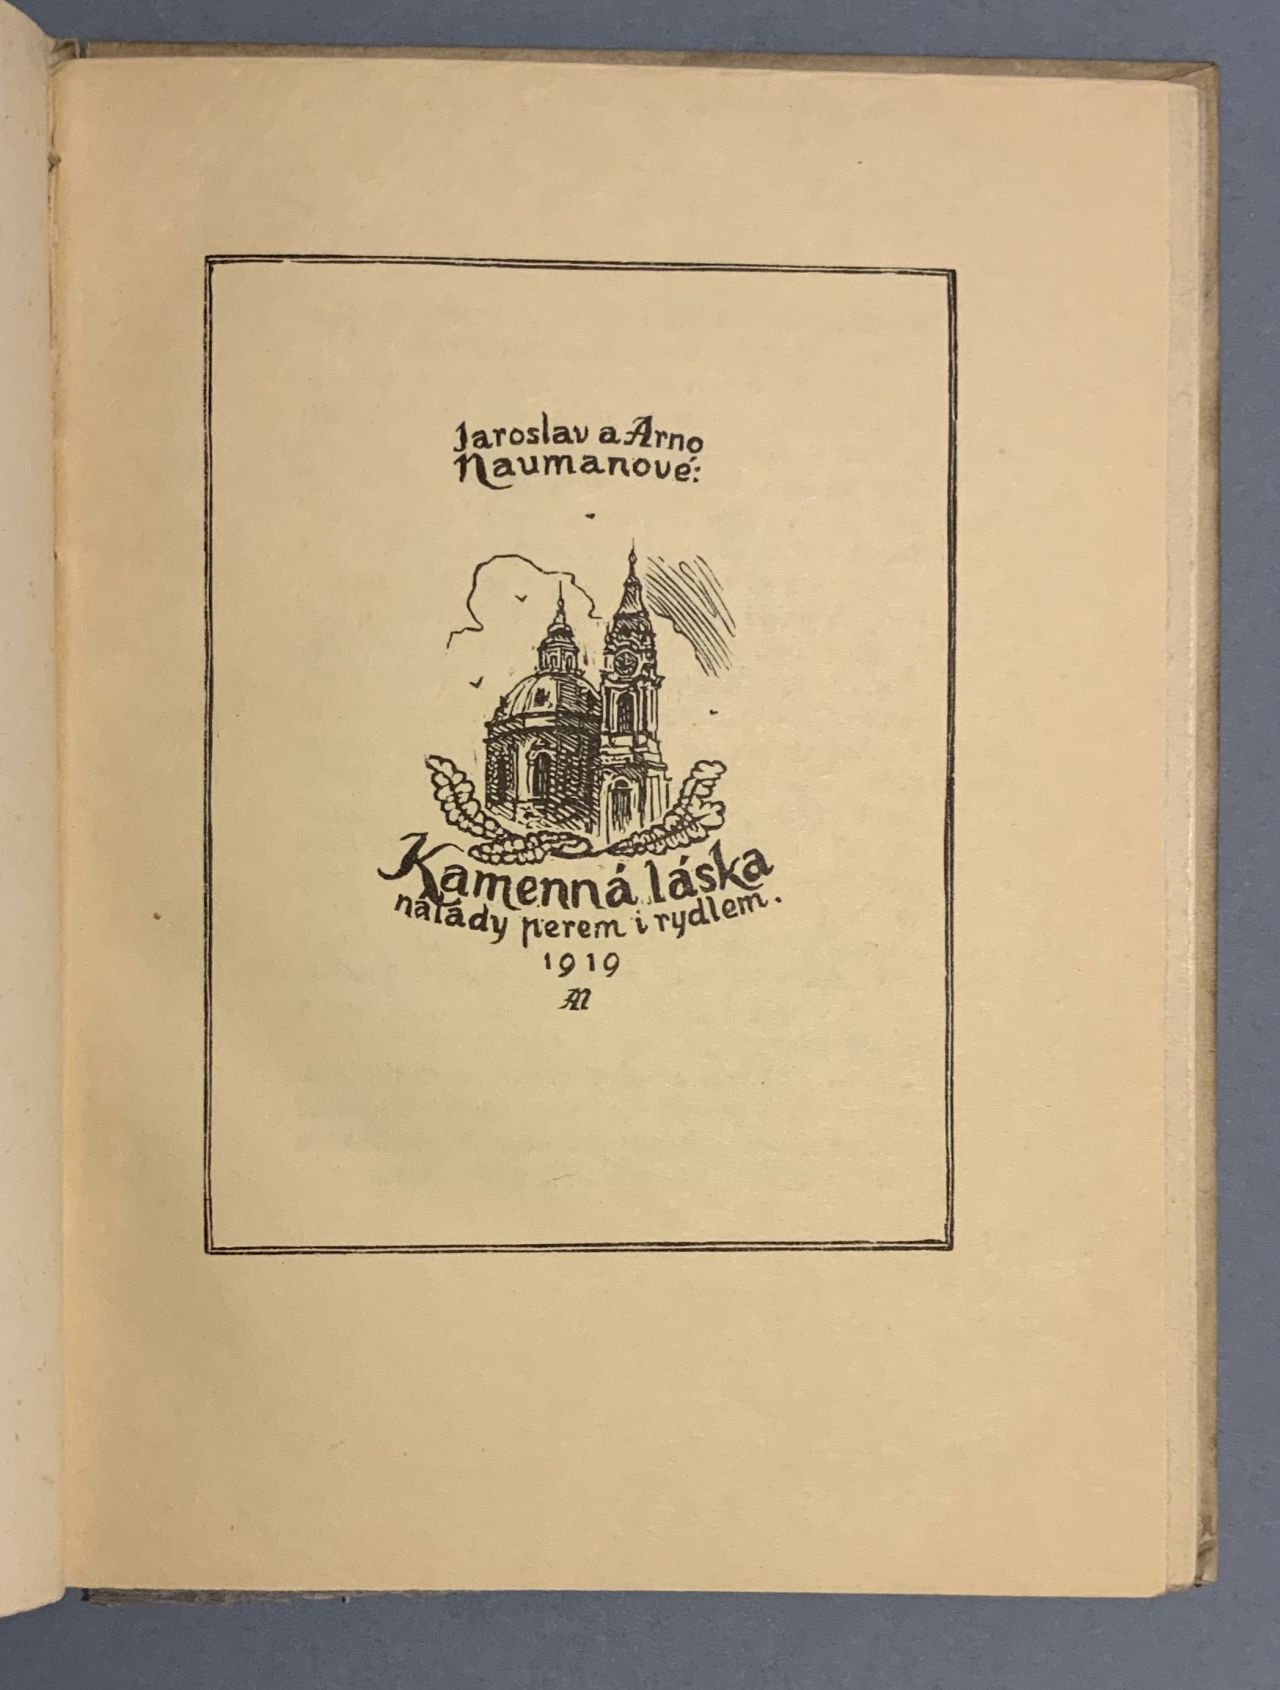 Jaroslav a Arno
Naumanové:
Kamenná láska
nálady perem i rydlem.
1919
AN